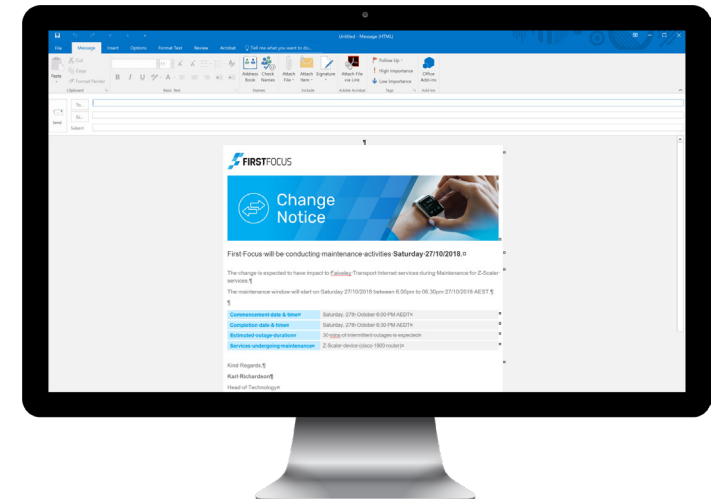 Untitled - Message (HTML)
File Message Insert Options Format Text Review Acrobat Tell me what you want to do...
Paste Cut Copy Format Painter
B I U
Address Book Check Names Attach File Attach Item Signature Attach File via Link Follow Up High Importance Low Importance Office Add-ins
Clipboard Basic Text Names Include Adobe Acrobat Tags Add-ins
Send
To...
Cc...
Subject
¶
FIRSTFOCUS
Change
Notice
First·Focus·will·be·conducting·maintenance·activities·Saturday·27/10/2018.¤
The·change·is·expected·to·have·impact·to·Faiveley·Transport·Internet·services·during·Maintenance·for·Z-Scaler·
services.¶
The·maintenance·window·will·start·on·Saturday·27/10/2018·between·6.00pm·to·06.30pm·27/10/2018·AEST.¶
¶
Commencement·date·&·time¤ Saturday,·27th·October·6:00·PM·AEDT¤
Completion·date·&·time¤ Saturday,·27th·October·6:30·PM·AEDT¤
Estimated·outage·duration¤ 30·mins·of·intermittent·outages·is·expected¤
Services·undergoing·maintenance¤ Z-Scaler·device·(cisco·1900·router)¤
Kind·Regards,¶
Karl·Richardson¶
Head·of·Technology¤